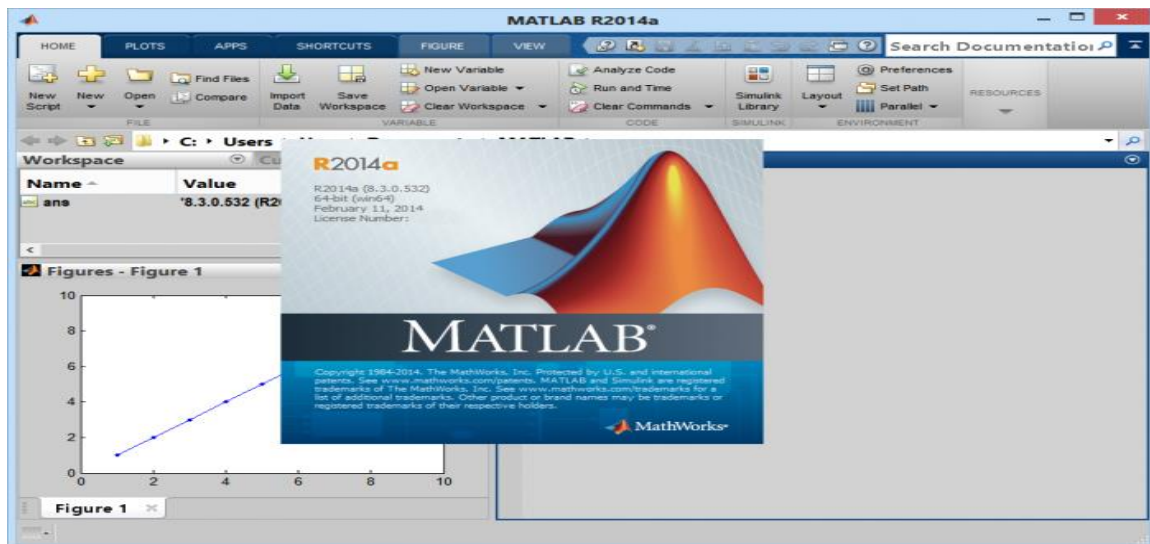 MATLAB R2014a
HOME PLOTS APPS SHORTCUTS FIGURE VIEW Search Documentation
New Script
New
Open
Find Files
Compare
Import Data
Save Workspace
New Variable
Open Variable
Clear Workspace
Analyze Code
Run and Time
Clear Commands
Simulink Library
Layout
Preferences
Set Path
Parallel
RESOURCES
FILE VARIABLE CODE SIMULINK ENVIRONMENT
C: Users
Workspace
Name Value
ans '8.3.0.532 (R20
R2014a
R2014a (8.3.0.532)
64-bit (win64)
February 11, 2014
License Number:
MATLAB®
Copyright 1984-2014. The MathWorks, Inc. Protected by U.S. and international
patents. See www.mathworks.com/patents. MATLAB and Simulink are registered
trademarks of The MathWorks, Inc. See www.mathworks.com/trademarks for a
list of additional trademarks. Other product or brand names may be trademarks or
registered trademarks of their respective holders.
MathWorks®
Figures - Figure 1
10
8
6
4
2
0
0 2 4 6 8 10
Figure 1